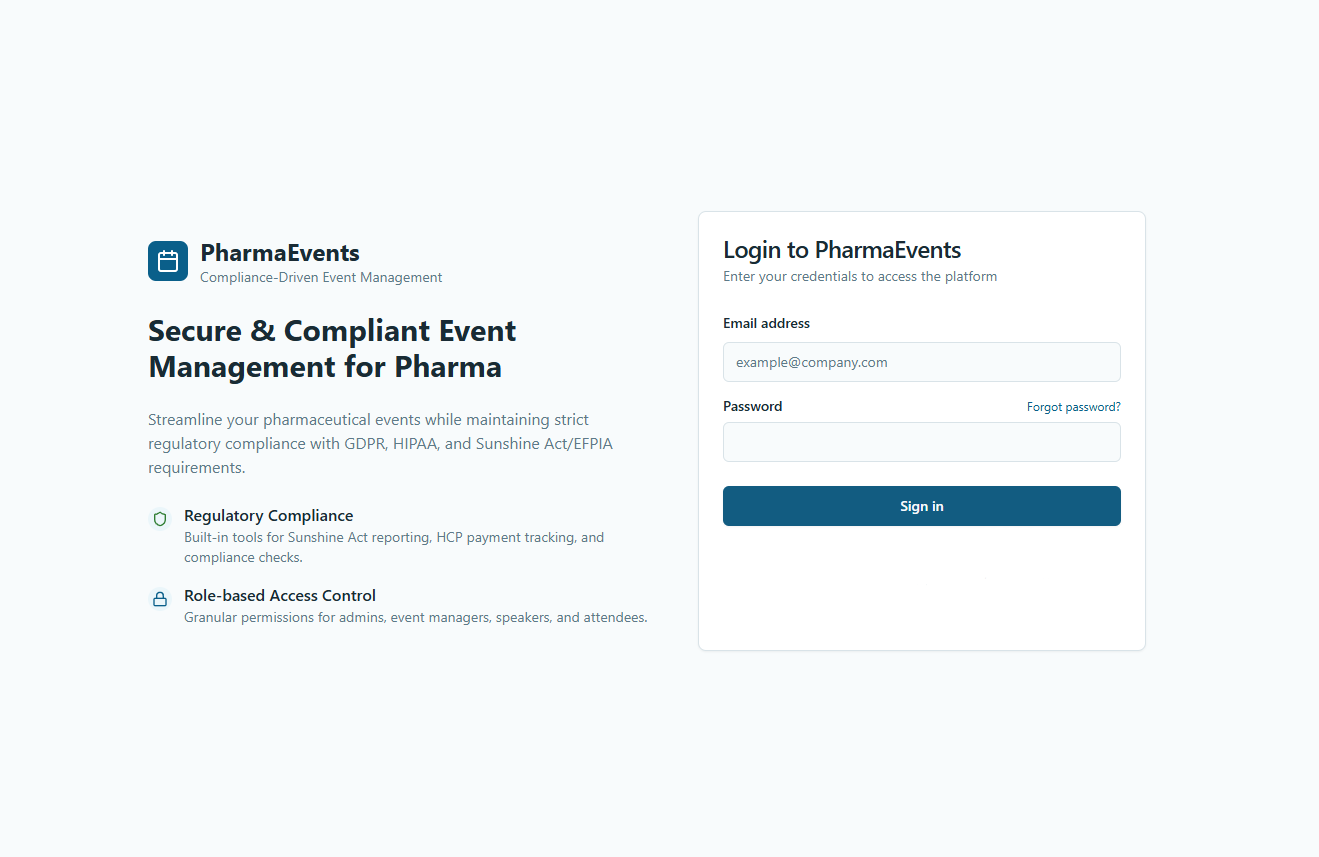 PharmaEvents
Compliance-Driven Event Management
Secure & Compliant Event
Management for Pharma
Streamline your pharmaceutical events while maintaining strict
regulatory compliance with GDPR, HIPAA, and Sunshine Act/EFPIA
requirements.
Regulatory Compliance
Built-in tools for Sunshine Act reporting, HCP payment tracking, and
compliance checks.
Role-based Access Control
Granular permissions for admins, event managers, speakers, and attendees.
Login to PharmaEvents
Enter your credentials to access the platform
Email address
example@company.com
Password
Forgot password?
Sign in